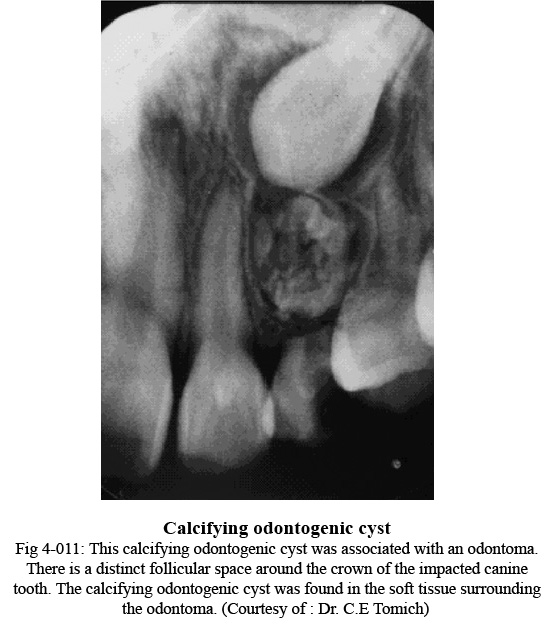 Calcifying odontogenic cyst
Fig 4-011: This calcifying odontogenic cyst was associated with an odontoma.
There is a distinct follicular space around the crown of the impacted canine
tooth. The calcifying odontogenic cyst was found in the soft tissue surrounding
the odontoma. (Courtesy of : Dr. C.E Tomich)